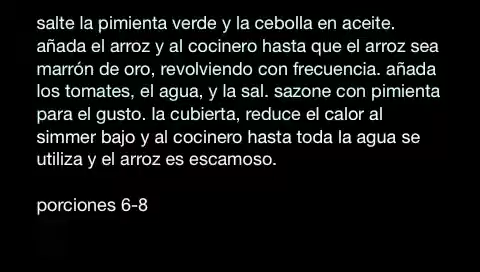 salte la pimienta verde y la cebolla en aceite.
añada el arroz y al cocinero hasta que el arroz sea
marrón de oro, revolviendo con frecuencia. añada
los tomates, el agua, y la sal. sazone con pimienta
para el gusto. la cubierta, reduce el calor al
simmer bajo y al cocinero hasta toda la agua se
utiliza y el arroz es escamoso.
porciones 6-8